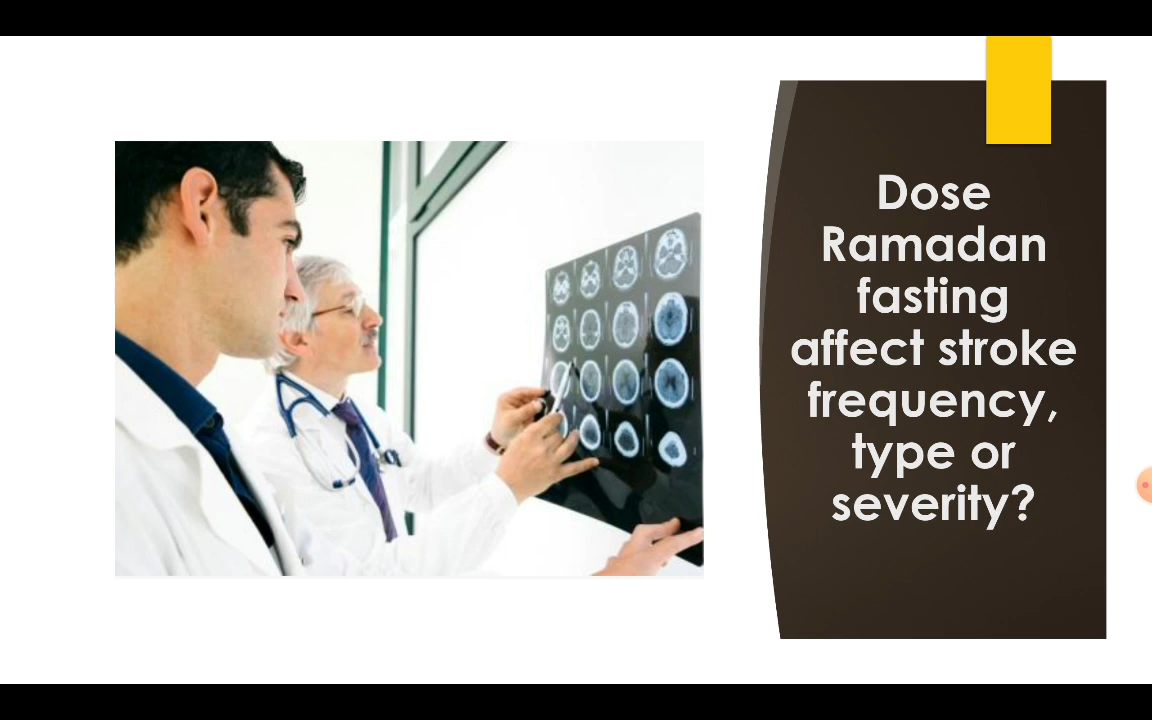 Dose
Ramadan
fasting
affect stroke
frequency,
type or
severity?